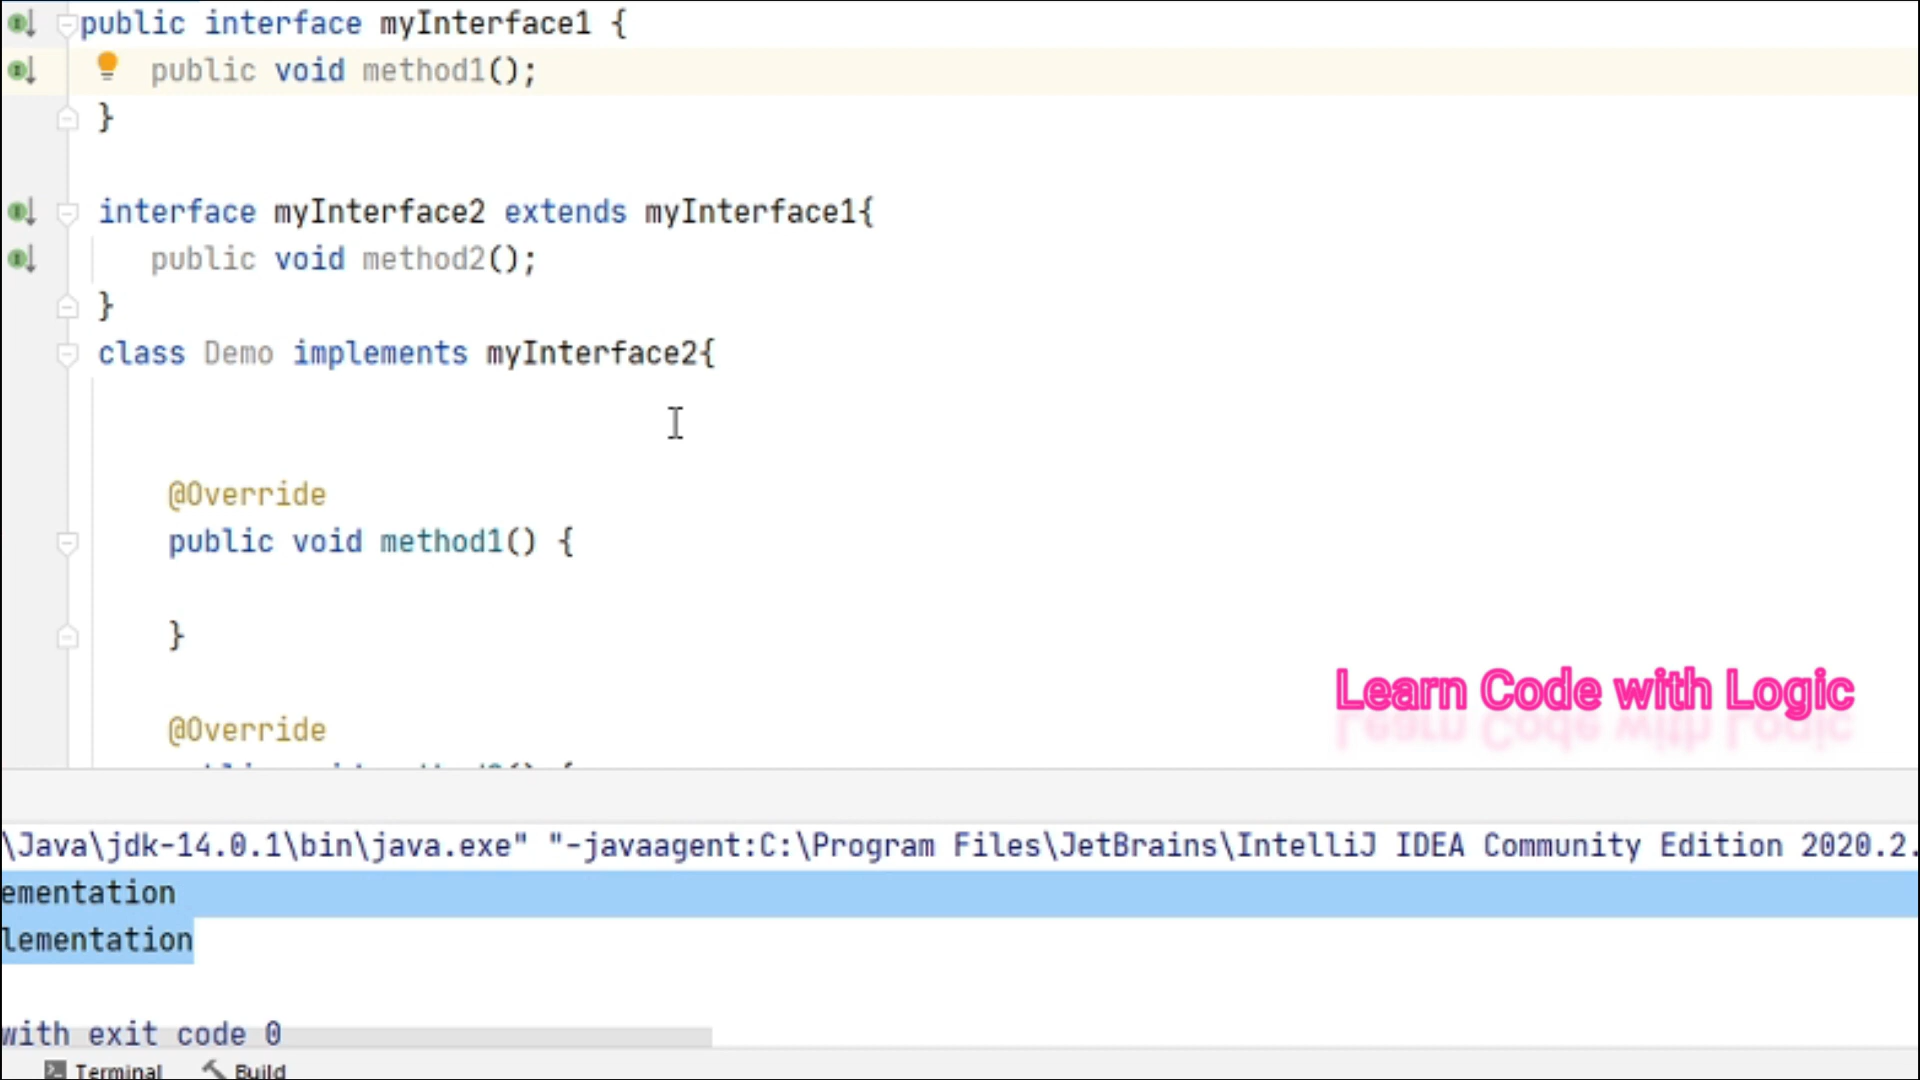 public interface myInterface1 {
public void method1();
}
interface myInterface2 extends myInterface1{
public void method2();
}
class Demo implements myInterface2{
@Override
public void method1() {
}
Learn Code with Logic
@Override
\Java\jdk-14.0.1\bin\java.exe" "-javaagent:C:\Program Files\JetBrains\IntelliJ IDEA Community Edition 2020.2.
ementation
lementation
with exit code 0
Terminal Build